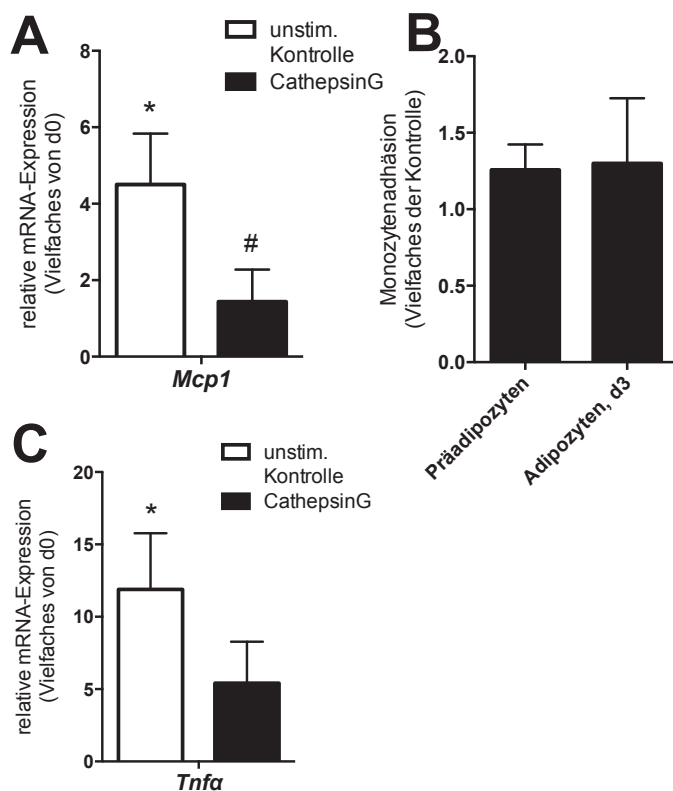 A
unstim.
Kontrolle
CathepsinG
relative mRNA-Expression
(Vielfaches von d0)
8
6
4
2
0
*
#
Mcp1
B
Monozytenadhäsion
(Vielfaches der Kontrolle)
2.0
1.5
1.0
0.5
0.0
Präadipozyten
Adipozyten, d3
C
unstim.
Kontrolle
CathepsinG
relative mRNA-Expression
(Vielfaches von d0)
20
15
10
5
0
*
Tnfα